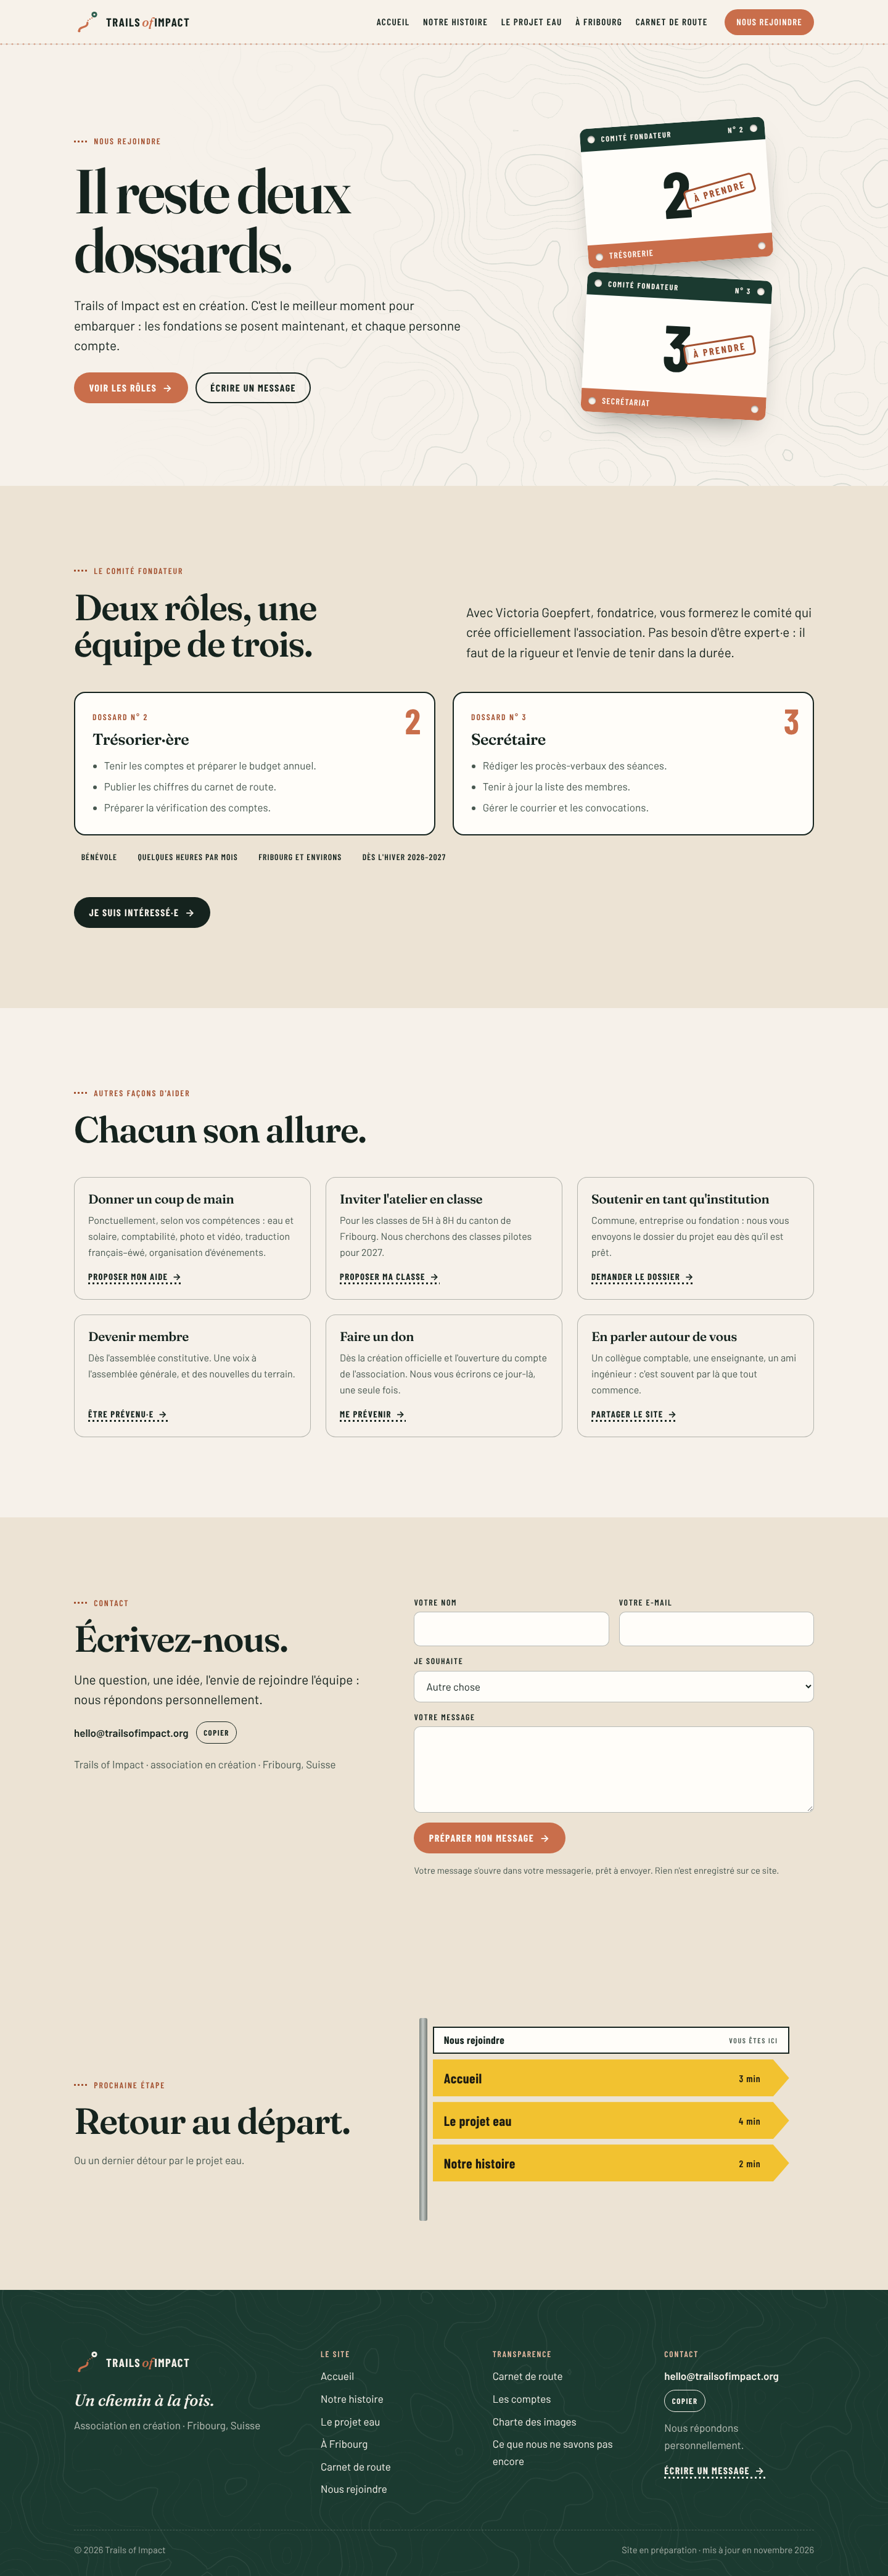 TRAILS of IMPACT
ACCUEIL
NOTRE HISTOIRE
LE PROJET EAU
À FRIBOURG
CARNET DE ROUTE
NOUS REJOINDRE
NOUS REJOINDRE
Il reste deux
dossards.
Trails of Impact est en création. C'est le meilleur moment pour
embarquer : les fondations se posent maintenant, et chaque personne
compte.
VOIR LES RÔLES →
ÉCRIRE UN MESSAGE
COMITÉ FONDATEUR
N° 2
2
À PRENDRE
TRÉSORERIE
COMITÉ FONDATEUR
N° 3
3
À PRENDRE
SECRÉTARIAT
LE COMITÉ FONDATEUR
Deux rôles, une
équipe de trois.
Avec Victoria Goepfert, fondatrice, vous formerez le comité qui
crée officiellement l'association. Pas besoin d'être expert·e : il
faut de la rigueur et l'envie de tenir dans la durée.
DOSSARD N° 2
2
Trésorier·ère
Tenir les comptes et préparer le budget annuel.
Publier les chiffres du carnet de route.
Préparer la vérification des comptes.
DOSSARD N° 3
3
Secrétaire
Rédiger les procès-verbaux des séances.
Tenir à jour la liste des membres.
Gérer le courrier et les convocations.
BÉNÉVOLE
QUELQUES HEURES PAR MOIS
FRIBOURG ET ENVIRONS
DÈS L'HIVER 2026-2027
JE SUIS INTÉRESSÉ·E →
AUTRES FAÇONS D'AIDER
Chacun son allure.
Donner un coup de main
Ponctuellement, selon vos compétences : eau et
solaire, comptabilité, photo et vidéo, traduction
français–éwé, organisation d'événements.
PROPOSER MON AIDE →
Inviter l'atelier en classe
Pour les classes de 5H à 8H du canton de
Fribourg. Nous cherchons des classes pilotes
pour 2027.
PROPOSER MA CLASSE →
Soutenir en tant qu'institution
Commune, entreprise ou fondation : nous vous
envoyons le dossier du projet eau dès qu'il est
prêt.
DEMANDER LE DOSSIER →
Devenir membre
Dès l'assemblée constitutive. Une voix à
l'assemblée générale, et des nouvelles du terrain.
ÊTRE PRÉVENU·E →
Faire un don
Dès la création officielle et l'ouverture du compte
de l'association. Nous vous écrirons ce jour-là,
une seule fois.
ME PRÉVENIR →
En parler autour de vous
Un collègue comptable, une enseignante, un ami
ingénieur : c'est souvent par là que tout
commence.
PARTAGER LE SITE →
CONTACT
Écrivez-nous.
Une question, une idée, l'envie de rejoindre l'équipe :
nous répondons personnellement.
hello@trailsofimpact.org
COPIER
Trails of Impact · association en création · Fribourg, Suisse
VOTRE NOM
VOTRE E-MAIL
JE SOUHAITE
Autre chose
VOTRE MESSAGE
PRÉPARER MON MESSAGE →
Votre message s'ouvre dans votre messagerie, prêt à envoyer. Rien n'est enregistré sur ce site.
PROCHAINE ÉTAPE
Retour au départ.
Ou un dernier détour par le projet eau.
Nous rejoindre
VOUS ÊTES ICI
Accueil
3 min
Le projet eau
4 min
Notre histoire
2 min
TRAILS of IMPACT
Un chemin à la fois.
Association en création · Fribourg, Suisse
LE SITE
Accueil
Notre histoire
Le projet eau
À Fribourg
Carnet de route
Nous rejoindre
TRANSPARENCE
Carnet de route
Les comptes
Charte des images
Ce que nous ne savons pas
encore
CONTACT
hello@trailsofimpact.org
COPIER
Nous répondons
personnellement.
ÉCRIRE UN MESSAGE →
© 2026 Trails of Impact
Site en préparation · mis à jour en novembre 2026